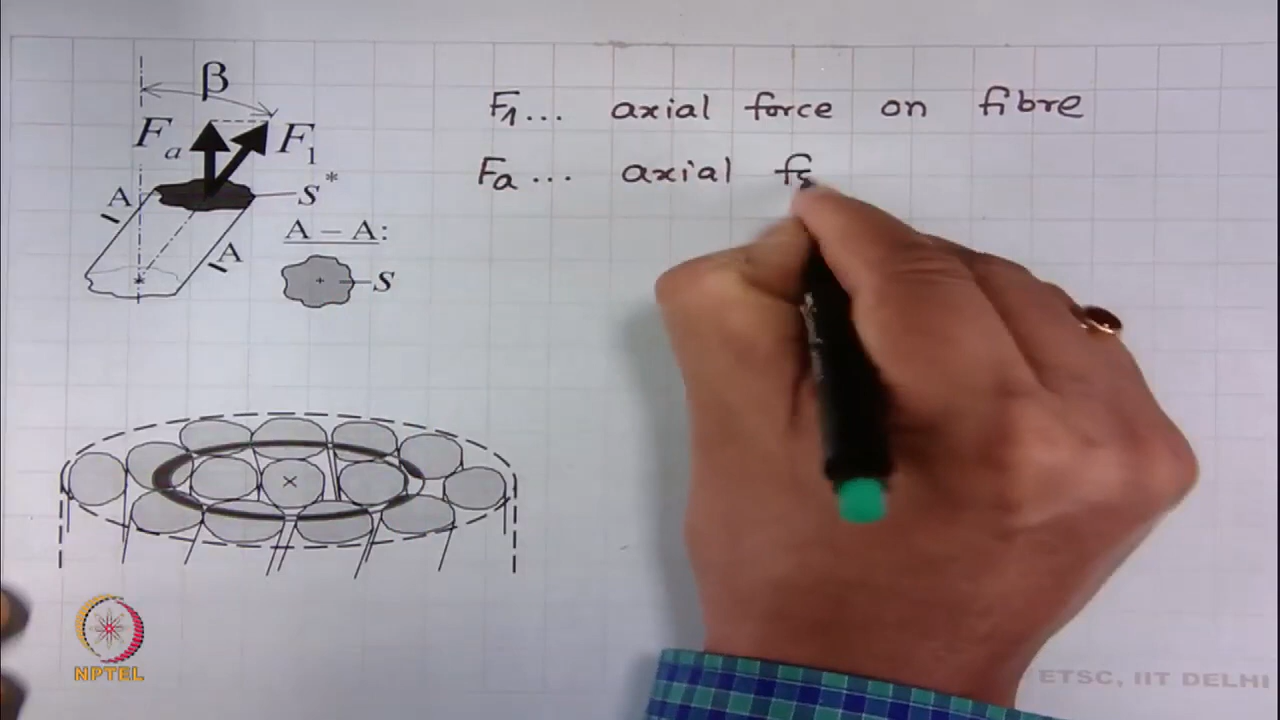 β
Fa F1
A S*
A – A:
A
S
F1... axial force on fibre
Fa... axial
NPTEL
ETSC, IIT DELHI